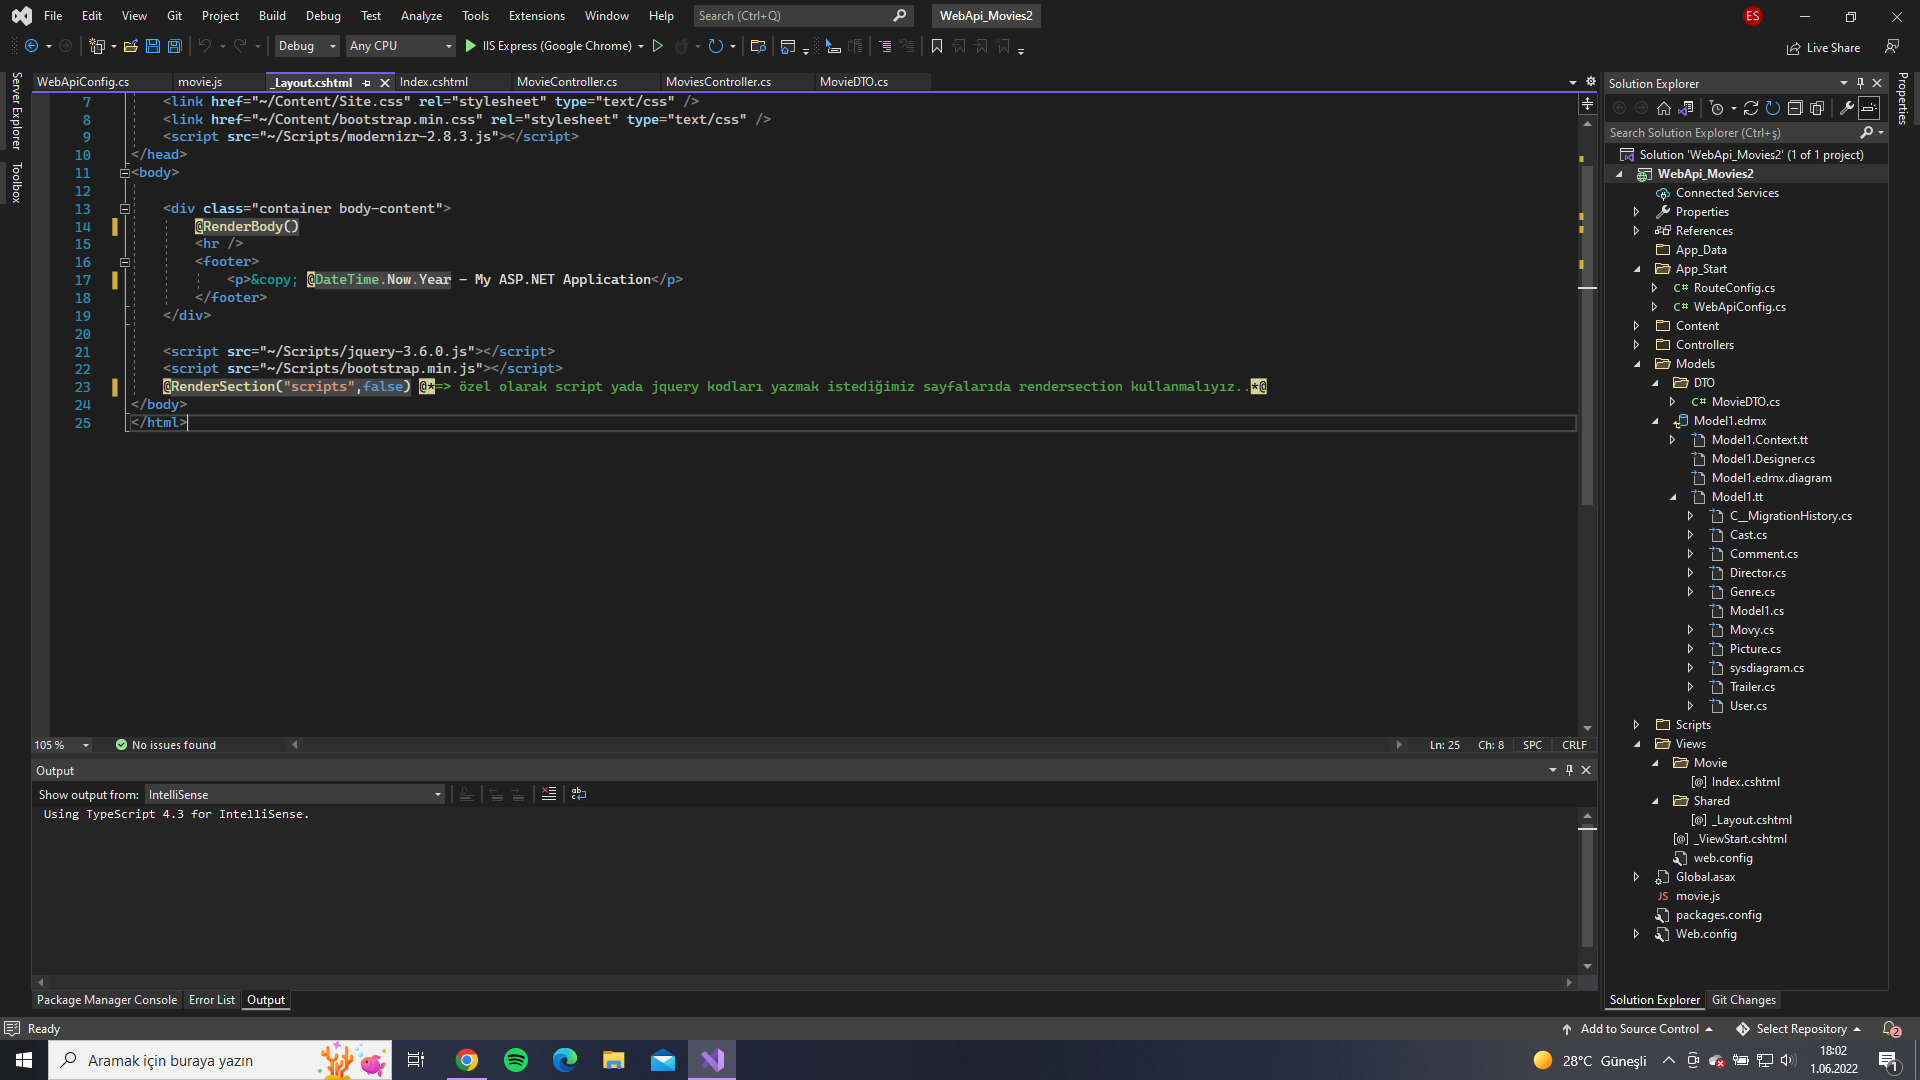 File Edit View Git Project Build Debug Test Analyze Tools Extensions Window Help Search (Ctrl+Q) WebApi_Movies2 ES
Debug Any CPU IIS Express (Google Chrome) Live Share
WebApiConfig.cs movie.js _Layout.cshtml Index.cshtml MovieController.cs MoviesController.cs MovieDTO.cs
Server Explorer
Toolbox
7 <link href="~/Content/Site.css" rel="stylesheet" type="text/css" />
8 <link href="~/Content/bootstrap.min.css" rel="stylesheet" type="text/css" />
9 <script src="~/Scripts/modernizr-2.8.3.js"></script>
10 </head>
11 <body>
12
13 <div class="container body-content">
14 @RenderBody()
15 <hr />
16 <footer>
17 <p>&copy; @DateTime.Now.Year - My ASP.NET Application</p>
18 </footer>
19 </div>
20
21 <script src="~/Scripts/jquery-3.6.0.js"></script>
22 <script src="~/Scripts/bootstrap.min.js"></script>
23 @RenderSection("scripts",false) @*=> özel olarak script yada jquery kodları yazmak istediğimiz sayfalarıda rendersection kullanmalıyız..*@
24 </body>
25 </html>
105 % No issues found Ln: 25 Ch: 8 SPC CRLF
Output
Show output from: IntelliSense
Using TypeScript 4.3 for IntelliSense.
Package Manager Console Error List Output
Solution Explorer
Search Solution Explorer (Ctrl+ş)
Solution 'WebApi_Movies2' (1 of 1 project)
WebApi_Movies2
Connected Services
Properties
References
App_Data
App_Start
C# RouteConfig.cs
C# WebApiConfig.cs
Content
Controllers
Models
DTO
C# MovieDTO.cs
Model1.edmx
Model1.Context.tt
Model1.Designer.cs
Model1.edmx.diagram
Model1.tt
C__MigrationHistory.cs
Cast.cs
Comment.cs
Director.cs
Genre.cs
Model1.cs
Movy.cs
Picture.cs
sysdiagram.cs
Trailer.cs
User.cs
Scripts
Views
Movie
[@] Index.cshtml
Shared
[@] _Layout.cshtml
[@] _ViewStart.cshtml
web.config
Global.asax
JS movie.js
packages.config
Web.config
Solution Explorer Git Changes
Properties
Ready Add to Source Control Select Repository 2
Aramak için buraya yazın 28°C Güneşli 18:02
1.06.2022 1